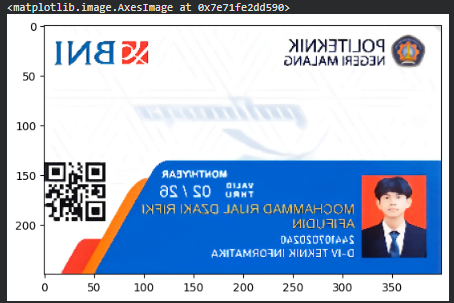 <matplotlib.image.AxesImage at 0x7e71fe2dd590>
0
50
100
150
200
BNI
POLITEKNIK
NEGERI MALANG
MONTH/YEAR
VALID
THRU
02 / 26
MOCHAMMAD RIJAL DZAKI RIFKI
AFIFUDIN
244107020240
D-IV TEKNIK INFORMATIKA
0 50 100 150 200 250 300 350